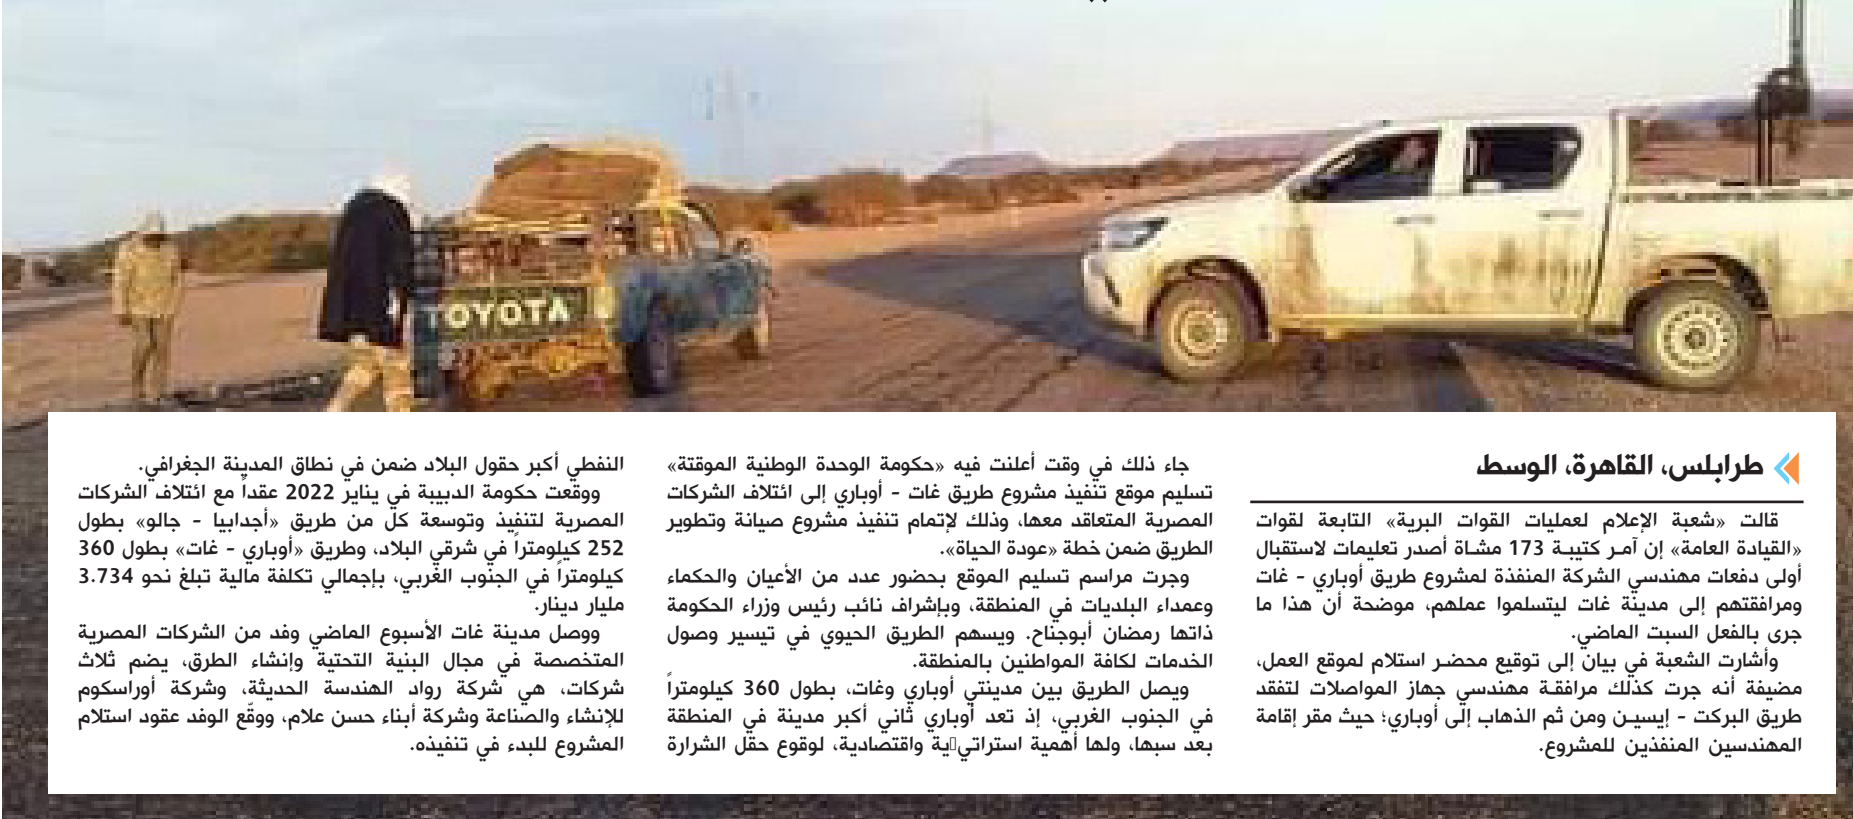 TOYOTA
طرابلس، القاهرة، الوسط
قالت «شعبة الإعلام لعمليات القوات البرية» التابعة لقوات
«القيادة العامة» إن آمر كتيبة 173 مشاة أصدر تعليمات لاستقبال
أولى دفعات مهندسي الشركة المنفذة لمشروع طريق أوباري - غات
ومرافقتهم إلى مدينة غات ليتسلموا عملهم، موضحة أن هذا ما
جرى بالفعل السبت الماضي.
وأشارت الشعبة في بيان إلى توقيع محضر استلام لموقع العمل،
مضيفة أنه جرت كذلك مرافقة مهندسي جهاز المواصلات لتفقد
طريق البركت - إيسين ومن ثم الذهاب إلى أوباري؛ حيث مقر إقامة
المهندسين المنفذين للمشروع.
جاء ذلك في وقت أعلنت فيه «حكومة الوحدة الوطنية الموقتة»
تسليم موقع تنفيذ مشروع طريق غات - أوباري إلى ائتلاف الشركات
المصرية المتعاقد معها، وذلك لإتمام تنفيذ مشروع صيانة وتطوير
الطريق ضمن خطة «عودة الحياة».
وجرت مراسم تسليم الموقع بحضور عدد من الأعيان والحكماء
وعمداء البلديات في المنطقة، وبإشراف نائب رئيس وزراء الحكومة
ذاتها رمضان أبوجناح. ويسهم الطريق الحيوي في تيسير وصول
الخدمات لكافة المواطنين بالمنطقة.
ويصل الطريق بين مدينتي أوباري وغات، بطول 360 كيلومتراً
في الجنوب الغربي، إذ تعد أوباري ثاني أكبر مدينة في المنطقة
بعد سبها، ولها أهمية استراتي▯ية واقتصادية، لوقوع حقل الشرارة
النفطي أكبر حقول البلاد ضمن في نطاق المدينة الجغرافي.
ووقعت حكومة الدبيبة في يناير 2022 عقداً مع ائتلاف الشركات
المصرية لتنفيذ وتوسعة كل من طريق «أجدابيا - جالو» بطول
252 كيلومتراً في شرقي البلاد، وطريق «أوباري - غات» بطول 360
كيلومتراً في الجنوب الغربي، بإجمالي تكلفة مالية تبلغ نحو 3.734
مليار دينار.
ووصل مدينة غات الأسبوع الماضي وفد من الشركات المصرية
المتخصصة في مجال البنية التحتية وإنشاء الطرق، يضم ثلاث
شركات، هي شركة رواد الهندسة الحديثة، وشركة أوراسكوم
للإنشاء والصناعة وشركة أبناء حسن علام، ووقّع الوفد عقود استلام
المشروع للبدء في تنفيذه.